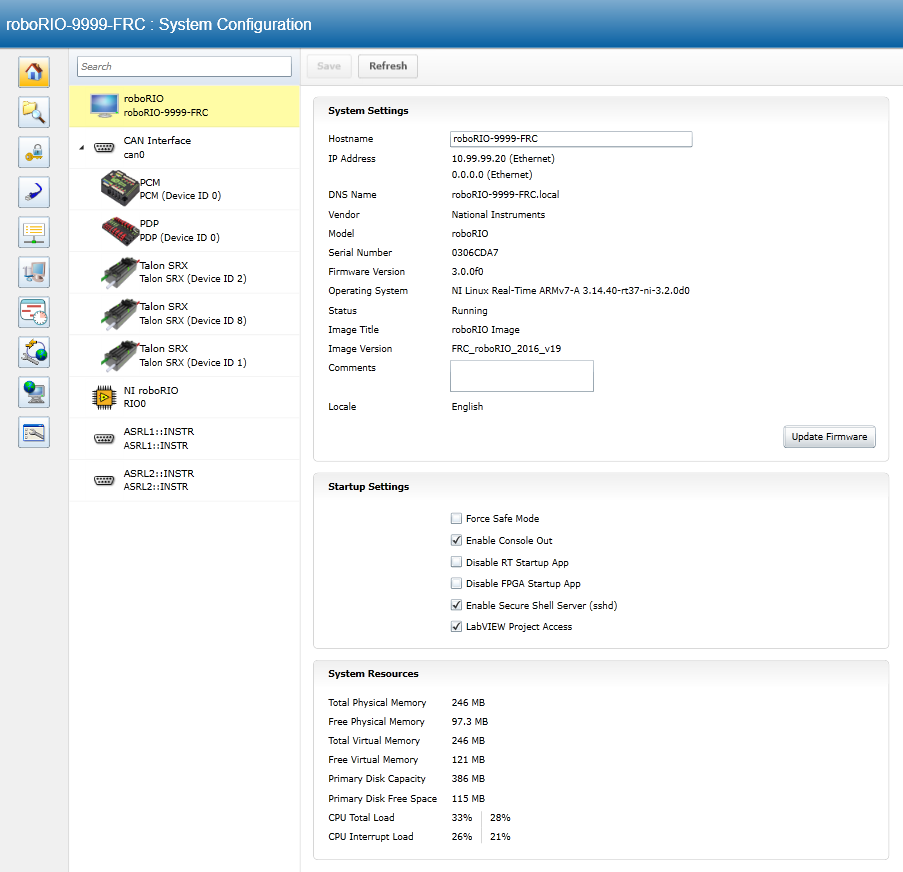 roboRIO-9999-FRC : System Configuration
Search
Save
Refresh
roboRIO
roboRIO-9999-FRC
CAN Interface
can0
PCM
PCM (Device ID 0)
PDP
PDP (Device ID 0)
Talon SRX
Talon SRX (Device ID 2)
Talon SRX
Talon SRX (Device ID 8)
Talon SRX
Talon SRX (Device ID 1)
NI roboRIO
RIO0
ASRL1::INSTR
ASRL1::INSTR
ASRL2::INSTR
ASRL2::INSTR
System Settings
Hostname roboRIO-9999-FRC
IP Address 10.99.99.20 (Ethernet)
0.0.0.0 (Ethernet)
DNS Name roboRIO-9999-FRC.local
Vendor National Instruments
Model roboRIO
Serial Number 0306CDA7
Firmware Version 3.0.0f0
Operating System NI Linux Real-Time ARMv7-A 3.14.40-rt37-ni-3.2.0d0
Status Running
Image Title roboRIO Image
Image Version FRC_roboRIO_2016_v19
Comments
Locale English
Update Firmware
Startup Settings
Force Safe Mode
Enable Console Out
Disable RT Startup App
Disable FPGA Startup App
Enable Secure Shell Server (sshd)
LabVIEW Project Access
System Resources
Total Physical Memory 246 MB
Free Physical Memory 97.3 MB
Total Virtual Memory 246 MB
Free Virtual Memory 121 MB
Primary Disk Capacity 386 MB
Primary Disk Free Space 115 MB
CPU Total Load 33% 28%
CPU Interrupt Load 26% 21%